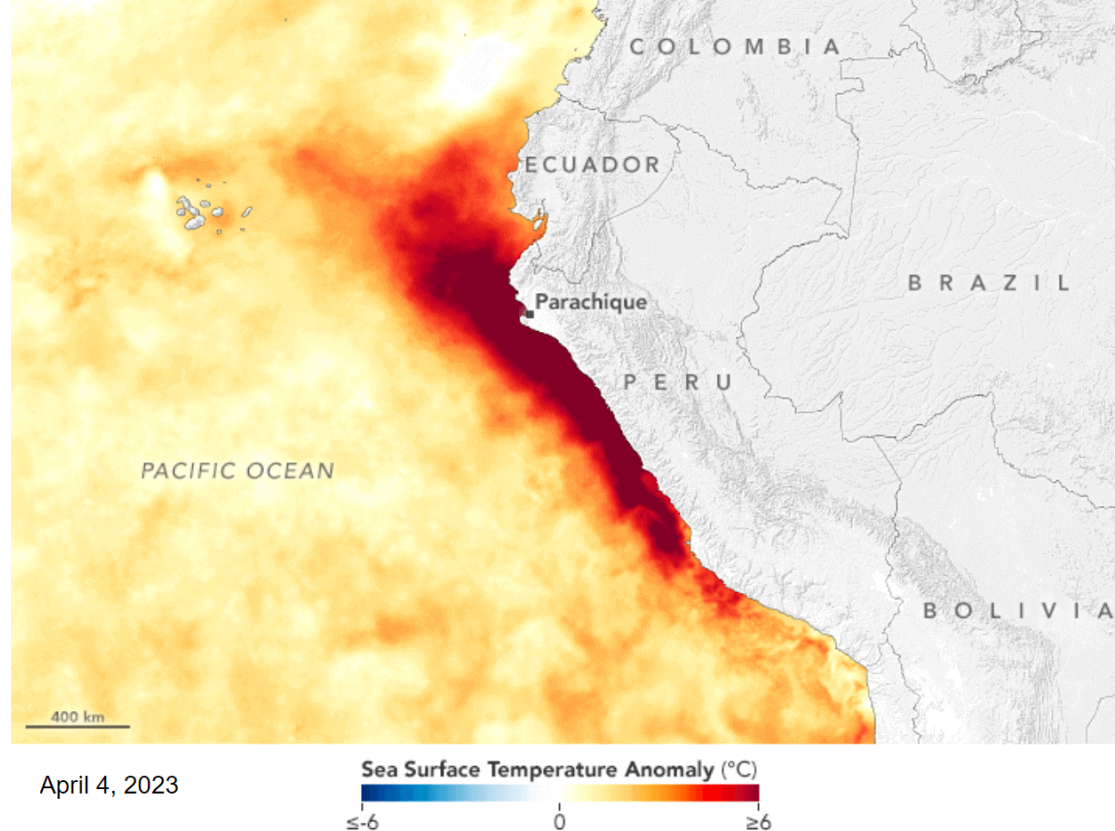 COLOMBIA
ECUADOR
BRAZIL
Parachique
PERU
PACIFIC OCEAN
BOLIVIA
400 km
April 4, 2023
Sea Surface Temperature Anomaly (°C)
≤-6 0 ≥6